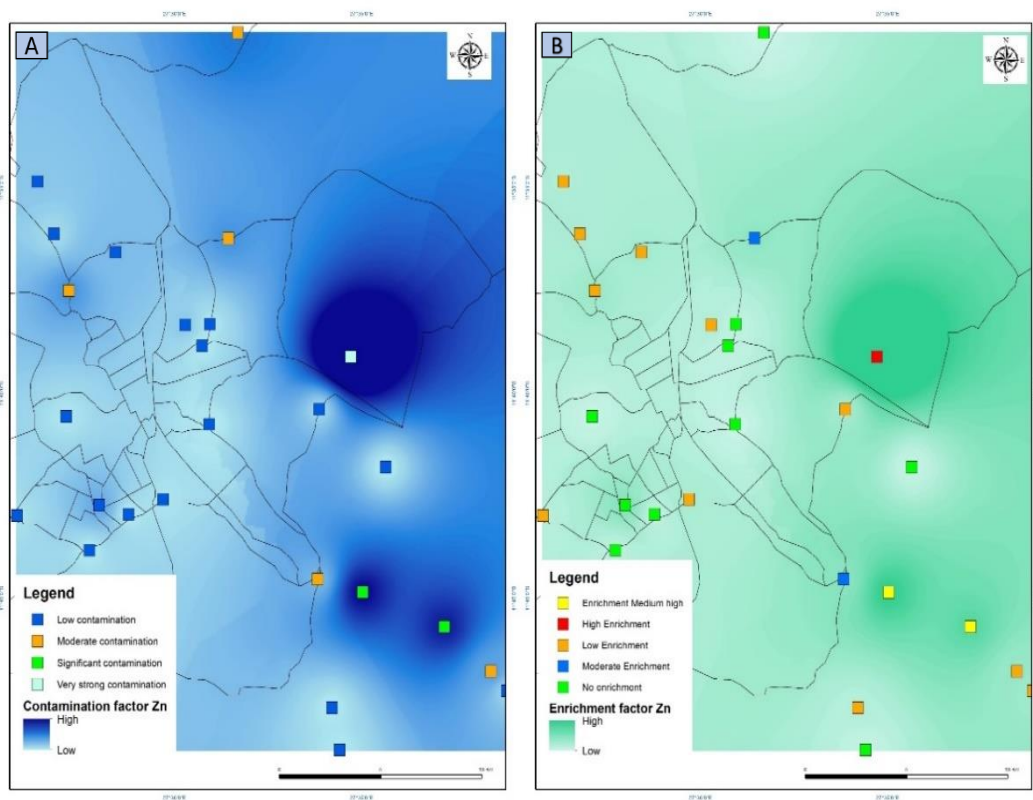 A
N
W
E
S
Legend
Low contamination
Moderate contamination
Significant contamination
Very strong contamination
Contamination factor Zn
High
Low
B
N
W
E
S
Legend
Enrichment Medium high
High Enrichment
Low Enrichment
Moderate Enrichment
No enrichment
Enrichment factor Zn
High
Low